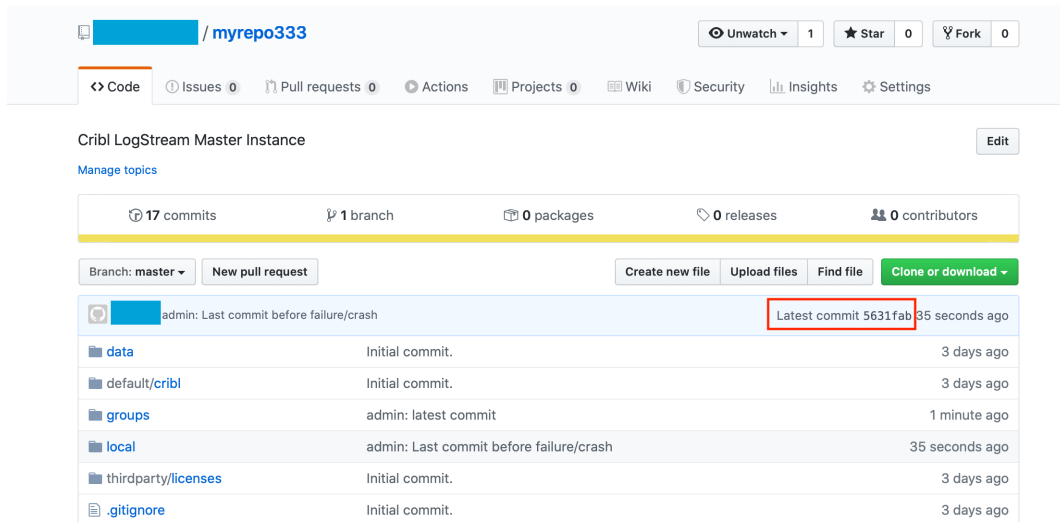 / myrepo333
Unwatch 1 Star 0 Fork 0
<> Code Issues 0 Pull requests 0 Actions Projects 0 Wiki Security Insights Settings
Cribl LogStream Master Instance Edit
Manage topics
17 commits 1 branch 0 packages 0 releases 0 contributors
Branch: master New pull request Create new file Upload files Find file Clone or download
admin: Last commit before failure/crash Latest commit 5631fab 35 seconds ago
data Initial commit. 3 days ago
default/cribl Initial commit. 3 days ago
groups admin: latest commit 1 minute ago
local admin: Last commit before failure/crash 35 seconds ago
thirdparty/licenses Initial commit. 3 days ago
.gitignore Initial commit. 3 days ago